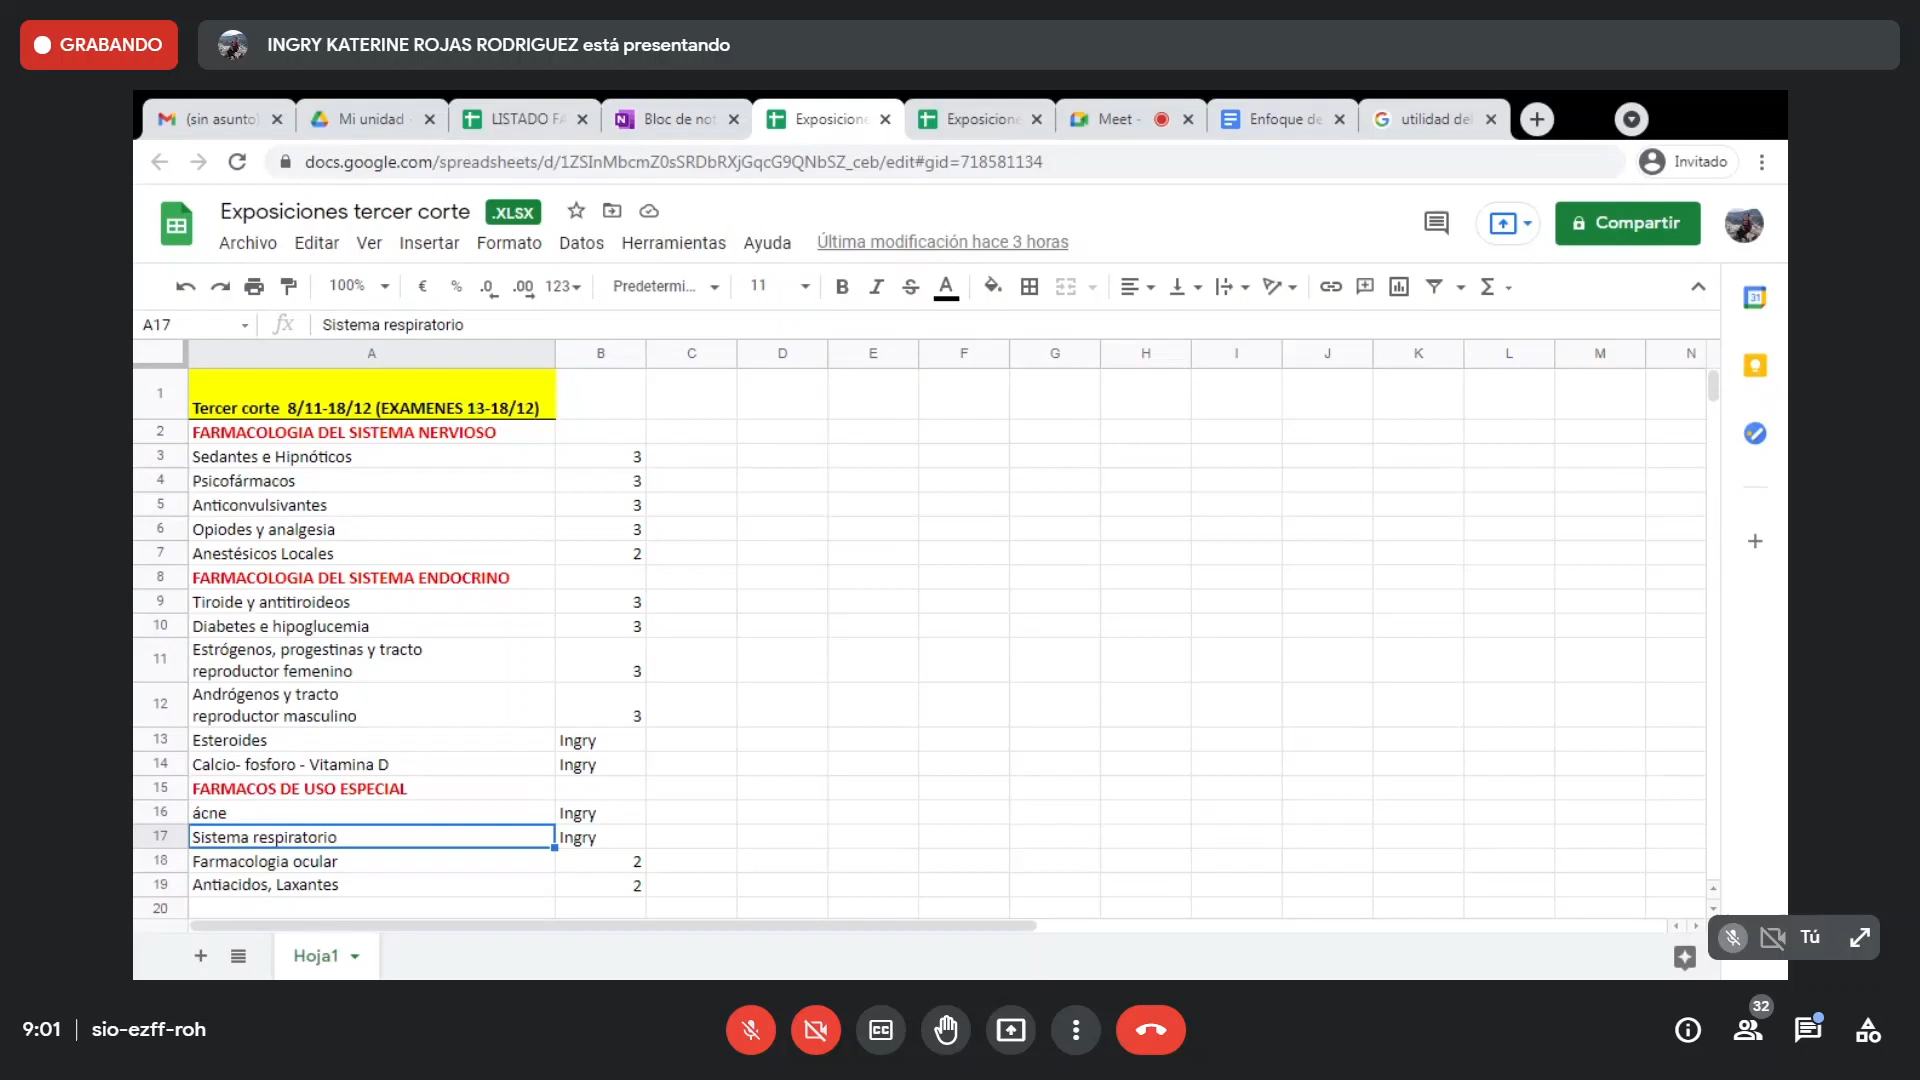 GRABANDO
INGRY KATERINE ROJAS RODRIGUEZ está presentando
(sin asunto)
Mi unidad
LISTADO FA
Bloc de not
Exposicione
Exposicione
Meet -
Enfoque de
utilidad del
docs.google.com/spreadsheets/d/1ZSInMbcmZ0sSRDbRXjGqcG9QNbSZ_ceb/edit#gid=718581134
Invitado
Exposiciones tercer corte .XLSX
Archivo Editar Ver Insertar Formato Datos Herramientas Ayuda Última modificación hace 3 horas
Compartir
100% € % .0 .00 123 Predetermi... 11 B I S A Σ
31
A17 fx Sistema respiratorio
A B C D E F G H I J K L M N
1 Tercer corte 8/11-18/12 (EXAMENES 13-18/12)
2 FARMACOLOGIA DEL SISTEMA NERVIOSO
3 Sedantes e Hipnóticos 3
4 Psicofármacos 3
5 Anticonvulsivantes 3
6 Opiodes y analgesia 3
7 Anestésicos Locales 2
8 FARMACOLOGIA DEL SISTEMA ENDOCRINO
9 Tiroide y antitiroideos 3
10 Diabetes e hipoglucemia 3
11 Estrógenos, progestinas y tracto
reproductor femenino 3
12 Andrógenos y tracto
reproductor masculino 3
13 Esteroides Ingry
14 Calcio- fosforo - Vitamina D Ingry
15 FARMACOS DE USO ESPECIAL
16 ácne Ingry
17 Sistema respiratorio Ingry
18 Farmacologia ocular 2
19 Antiacidos, Laxantes 2
20
Hoja1
Tú
9:01 | sio-ezff-roh
CC
32